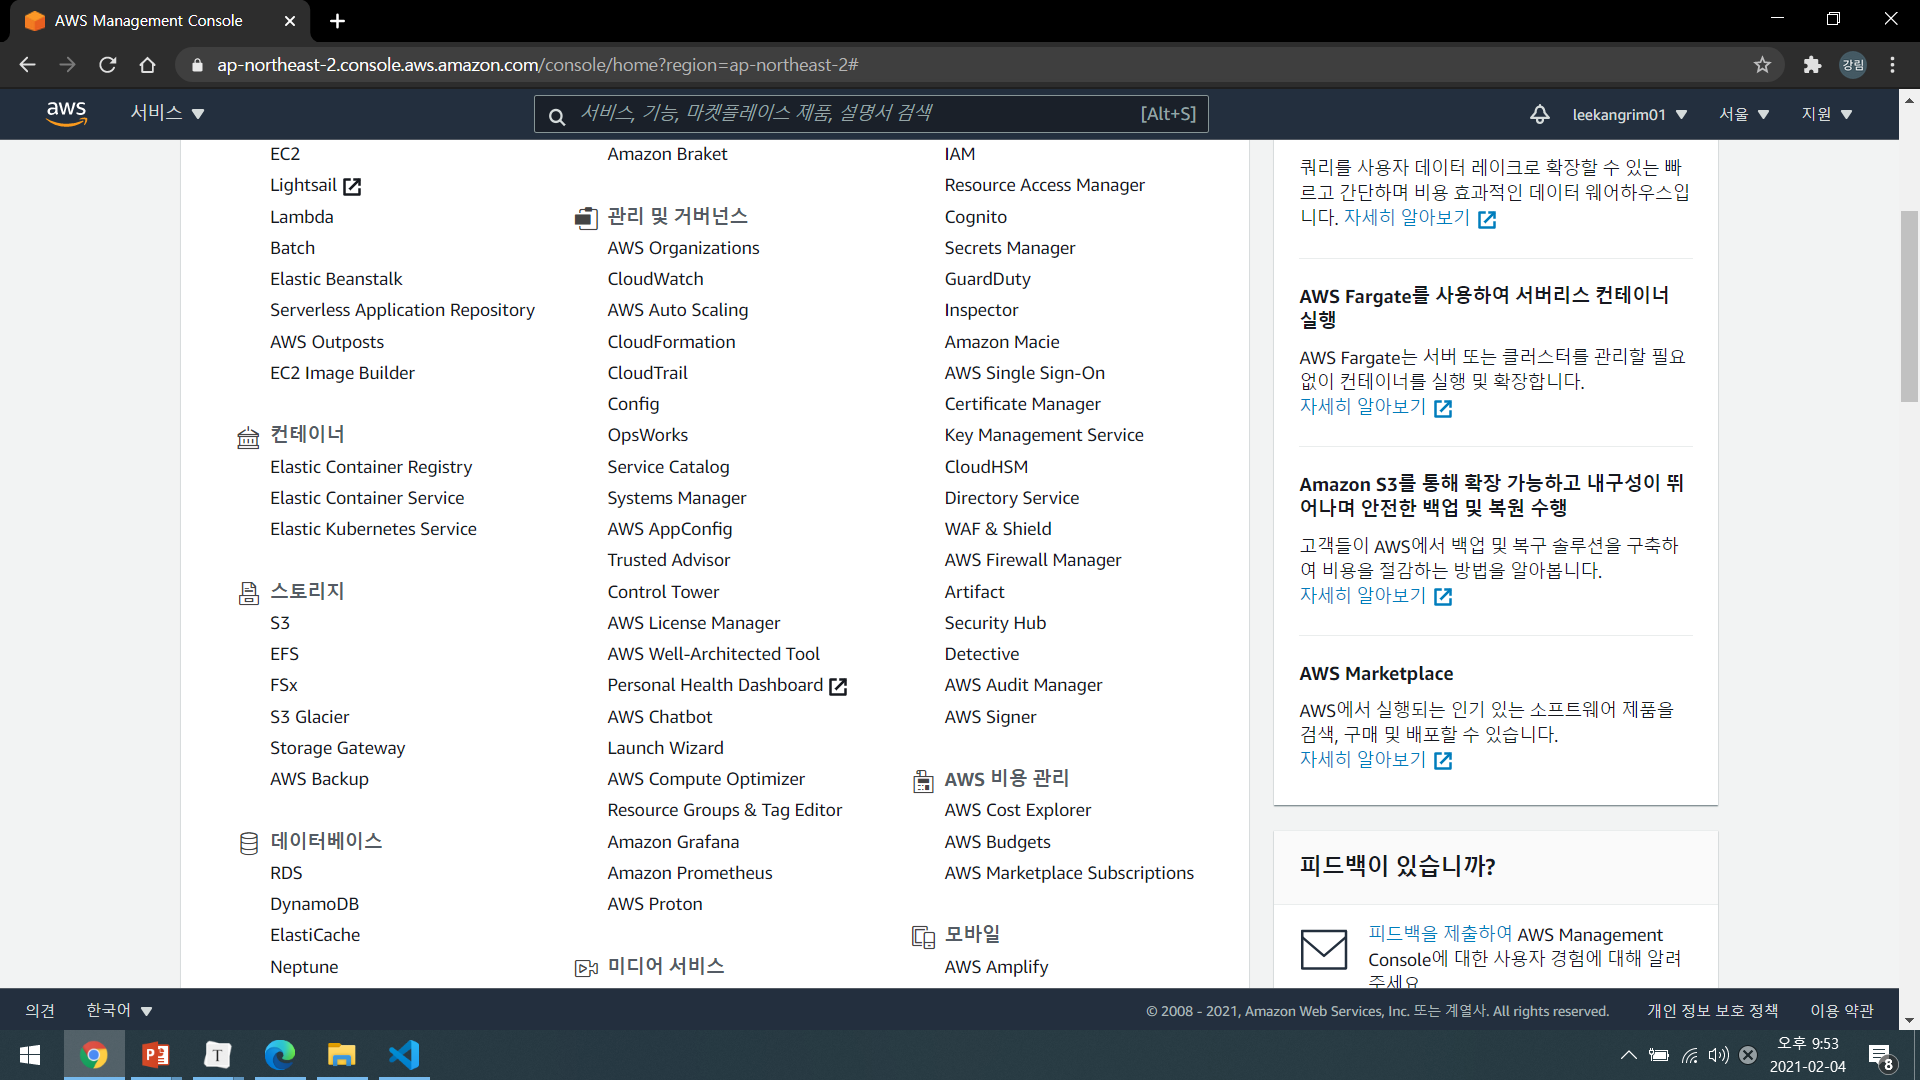 AWS Management Console
ap-northeast-2.console.aws.amazon.com/console/home?region=ap-northeast-2#
강림
aws
서비스
서비스, 기능, 마켓플레이스 제품, 설명서 검색
[Alt+S]
leekangrim01
서울
지원
EC2
Lightsail
Lambda
Batch
Elastic Beanstalk
Serverless Application Repository
AWS Outposts
EC2 Image Builder
컨테이너
Elastic Container Registry
Elastic Container Service
Elastic Kubernetes Service
스토리지
S3
EFS
FSx
S3 Glacier
Storage Gateway
AWS Backup
데이터베이스
RDS
DynamoDB
ElastiCache
Neptune
Amazon Braket
관리 및 거버넌스
AWS Organizations
CloudWatch
AWS Auto Scaling
CloudFormation
CloudTrail
Config
OpsWorks
Service Catalog
Systems Manager
AWS AppConfig
Trusted Advisor
Control Tower
AWS License Manager
AWS Well-Architected Tool
Personal Health Dashboard
AWS Chatbot
Launch Wizard
AWS Compute Optimizer
Resource Groups & Tag Editor
Amazon Grafana
Amazon Prometheus
AWS Proton
미디어 서비스
IAM
Resource Access Manager
Cognito
Secrets Manager
GuardDuty
Inspector
Amazon Macie
AWS Single Sign-On
Certificate Manager
Key Management Service
CloudHSM
Directory Service
WAF & Shield
AWS Firewall Manager
Artifact
Security Hub
Detective
AWS Audit Manager
AWS Signer
AWS 비용 관리
AWS Cost Explorer
AWS Budgets
AWS Marketplace Subscriptions
모바일
AWS Amplify
쿼리를 사용자 데이터 레이크로 확장할 수 있는 빠
르고 간단하며 비용 효과적인 데이터 웨어하우스입
니다. 자세히 알아보기
AWS Fargate를 사용하여 서버리스 컨테이너
실행
AWS Fargate는 서버 또는 클러스터를 관리할 필요
없이 컨테이너를 실행 및 확장합니다.
자세히 알아보기
Amazon S3를 통해 확장 가능하고 내구성이 뛰
어나며 안전한 백업 및 복원 수행
고객들이 AWS에서 백업 및 복구 솔루션을 구축하
여 비용을 절감하는 방법을 알아봅니다.
자세히 알아보기
AWS Marketplace
AWS에서 실행되는 인기 있는 소프트웨어 제품을
검색, 구매 및 배포할 수 있습니다.
자세히 알아보기
피드백이 있습니까?
피드백을 제출하여 AWS Management
Console에 대한 사용자 경험에 대해 알려
주세요
의견
한국어
© 2008 - 2021, Amazon Web Services, Inc. 또는 계열사. All rights reserved.
개인 정보 보호 정책
이용 약관
오후 9:53
2021-02-04
8